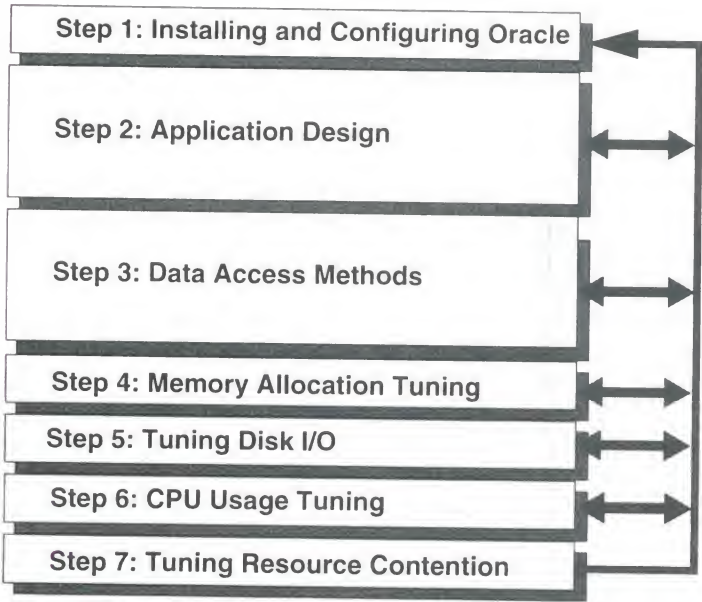 Step 1: Installing and Configuring Oracle
Step 2: Application Design
Step 3: Data Access Methods
Step 4: Memory Allocation Tuning
Step 5: Tuning Disk I/O
Step 6: CPU Usage Tuning
Step 7: Tuning Resource Contention